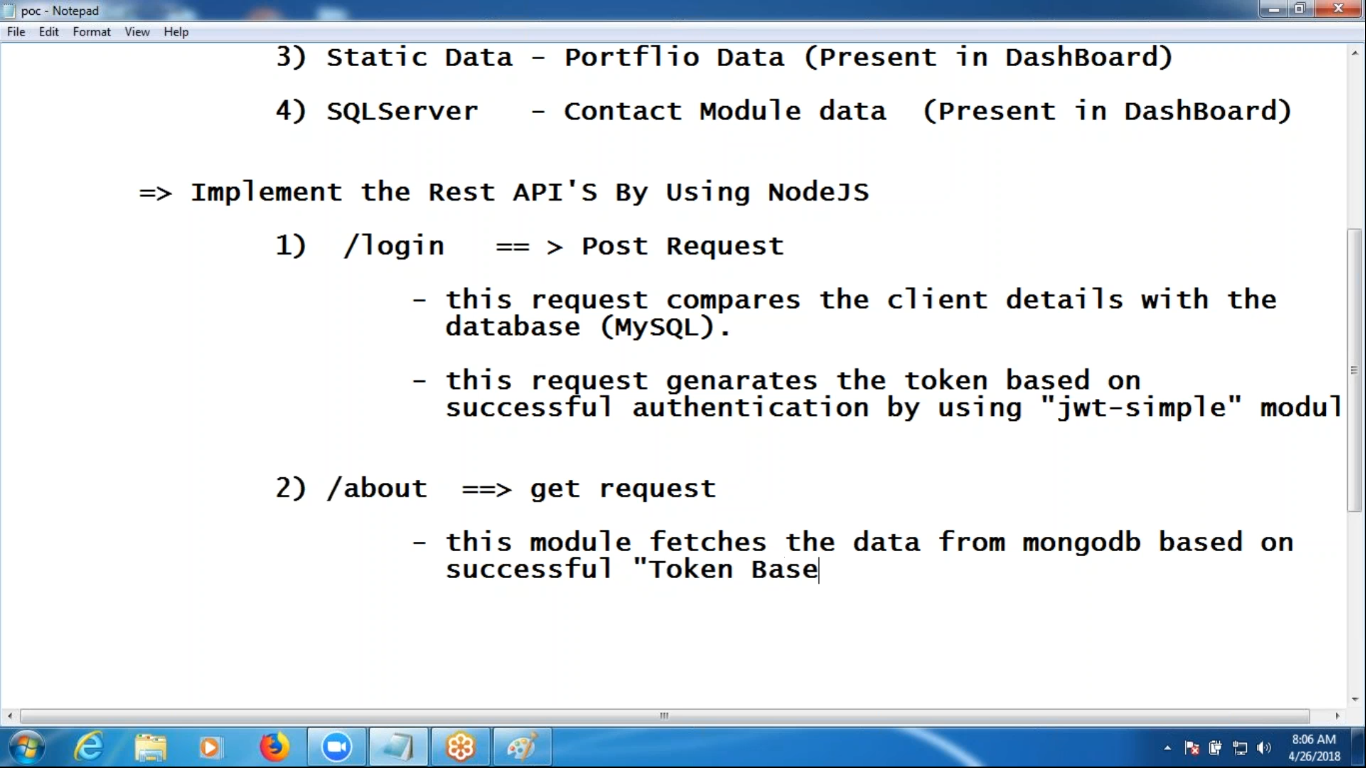 poc - Notepad
File Edit Format View Help
3) Static Data - Portflio Data (Present in DashBoard)
4) SQLServer - Contact Module data (Present in DashBoard)
=> Implement the Rest API'S By Using NodeJS
1) /login == > Post Request
- this request compares the client details with the
database (MySQL).
- this request genarates the token based on
successful authentication by using "jwt-simple" modul
2) /about ==> get request
- this module fetches the data from mongodb based on
successful "Token Base
8:06 AM
4/26/2018